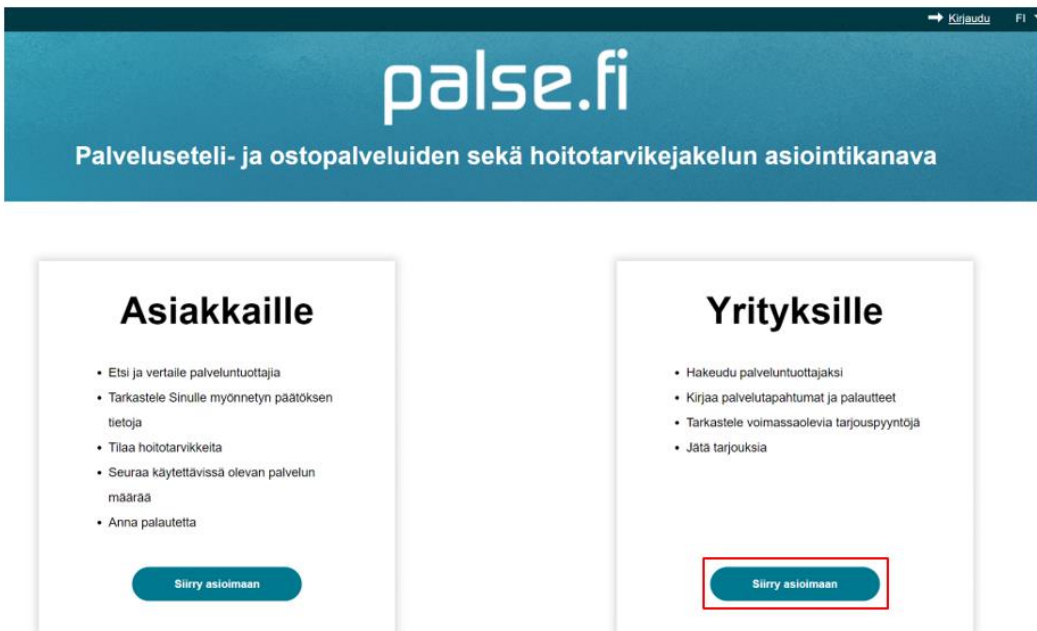 Kirjaudu FI
palse.fi
Palveluseteli- ja ostopalveluiden sekä hoitotarvikejakelun asiointikanava
Asiakkaille
• Etsi ja vertaile palveluntuottajia
• Tarkastele Sinulle myönnetyn päätöksen
tietoja
• Tilaa hoitotarvikkeita
• Seuraa käytettävissä olevan palvelun
määrää
• Anna palautetta
Siirry asioimaan
Yrityksille
• Hakeudu palveluntuottajaksi
• Kirjaa palvelutapahtumat ja palautteet
• Tarkastele voimassaolevia tarjouspyyntöjä
• Jätä tarjouksia
Siirry asioimaan